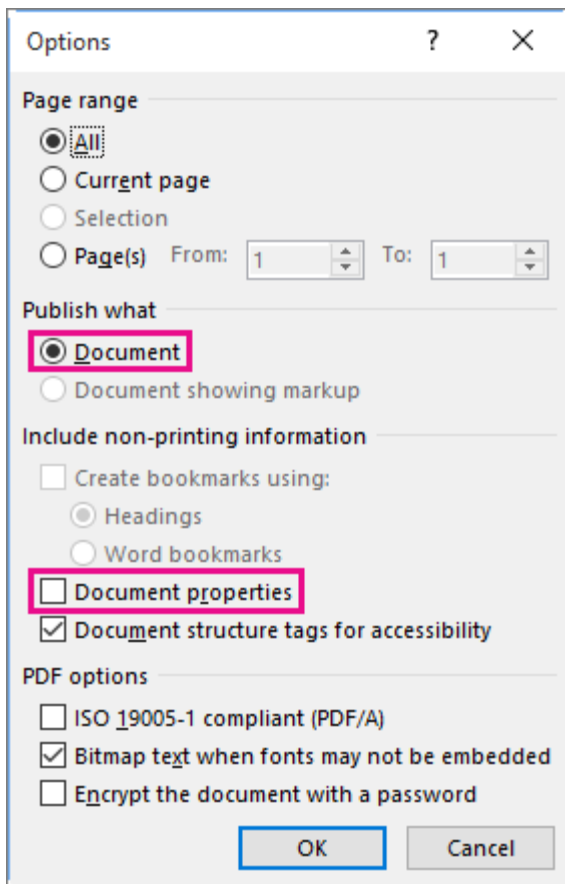 Options ?
Page range
All
Current page
Selection
Page(s) From: 1 To: 1
Publish what
Document
Document showing markup
Include non-printing information
Create bookmarks using:
Headings
Word bookmarks
Document properties
Document structure tags for accessibility
PDF options
ISO 19005-1 compliant (PDF/A)
Bitmap text when fonts may not be embedded
Encrypt the document with a password
OK Cancel